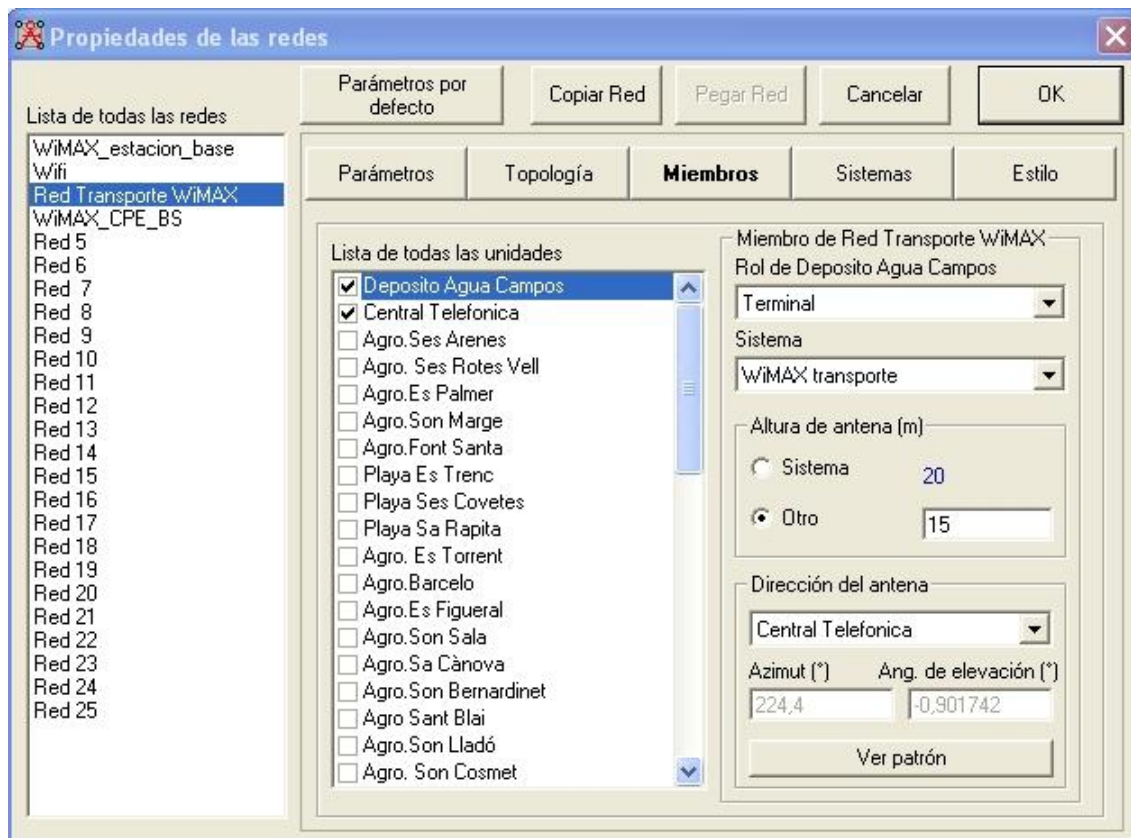 Propiedades de las redes
Parámetros por defecto
Copiar Red
Pegar Red
Cancelar
OK
Lista de todas las redes
WiMAX_estacion_base
Wifi
Red Transporte WiMAX
WiMAX_CPE_BS
Red 5
Red 6
Red 7
Red 8
Red 9
Red 10
Red 11
Red 12
Red 13
Red 14
Red 15
Red 16
Red 17
Red 18
Red 19
Red 20
Red 21
Red 22
Red 23
Red 24
Red 25
Parámetros
Topología
Miembros
Sistemas
Estilo
Lista de todas las unidades
Deposito Agua Campos
Central Telefonica
Agro.Ses Arenes
Agro. Ses Rotes Vell
Agro.Es Palmer
Agro.Son Marge
Agro.Font Santa
Playa Es Trenc
Playa Ses Covetes
Playa Sa Rapita
Agro. Es Torrent
Agro.Barcelo
Agro.Es Figueral
Agro.Son Sala
Agro.Sa Cànova
Agro.Son Bernardinet
Agro Sant Blai
Agro.Son Lladó
Agro. Son Cosmet
Miembro de Red Transporte WiMAX
Rol de Deposito Agua Campos
Terminal
Sistema
WiMAX transporte
Altura de antena (m)
Sistema 20
Otro 15
Dirección del antena
Central Telefonica
Azimut (°) Ang. de elevación (°)
224,4 -0,901742
Ver patrón